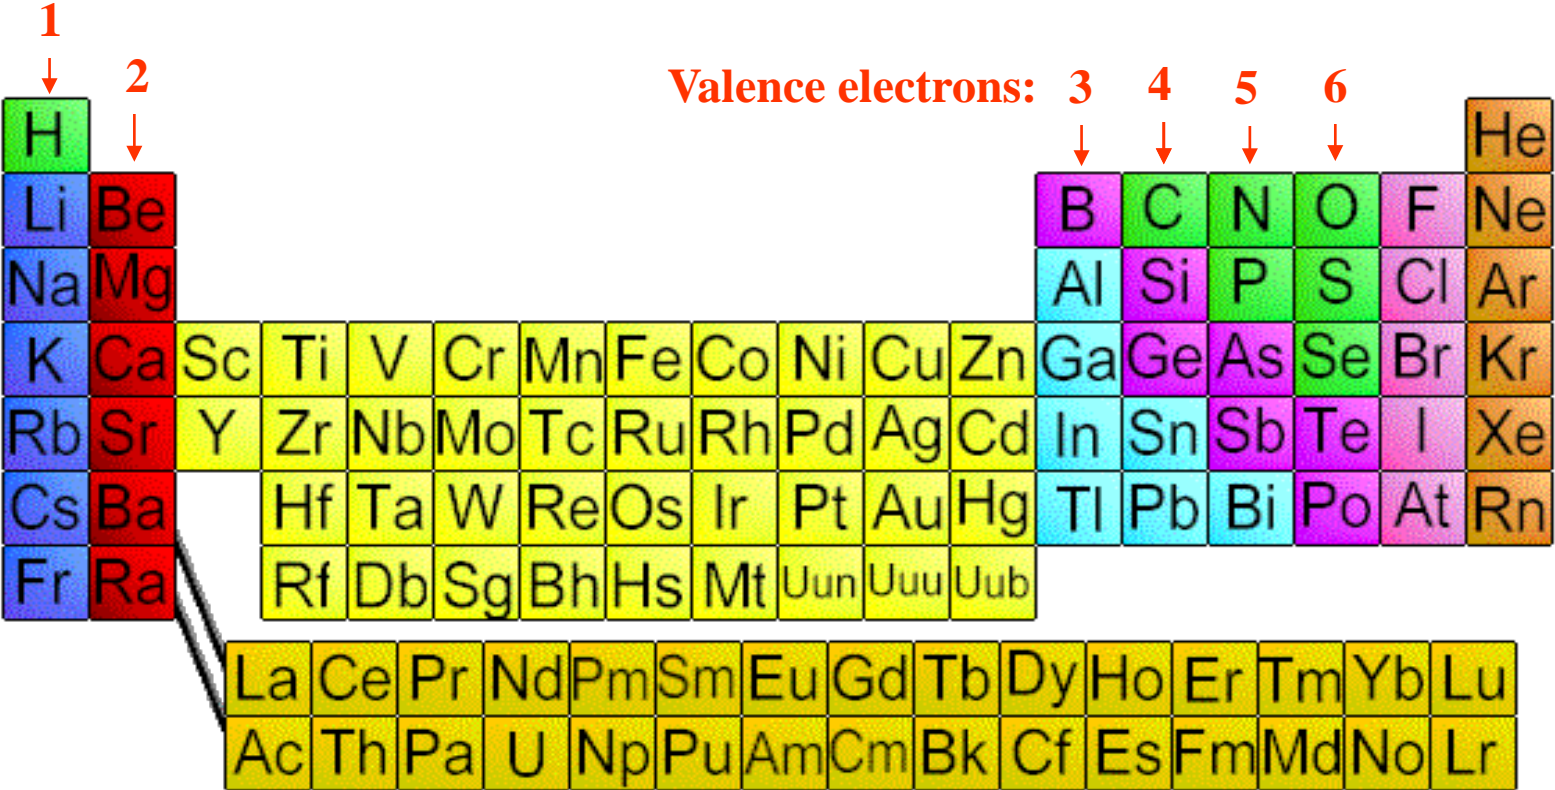 1
2
Valence electrons: 3 4 5 6
H He
Li Be B C N O F Ne
Na Mg Al Si P S Cl Ar
K Ca Sc Ti V Cr Mn Fe Co Ni Cu Zn Ga Ge As Se Br Kr
Rb Sr Y Zr Nb Mo Tc Ru Rh Pd Ag Cd In Sn Sb Te I Xe
Cs Ba Hf Ta W Re Os Ir Pt Au Hg Tl Pb Bi Po At Rn
Fr Ra Rf Db Sg Bh Hs Mt Uun Uuu Uub
La Ce Pr Nd Pm Sm Eu Gd Tb Dy Ho Er Tm Yb Lu
Ac Th Pa U Np Pu Am Cm Bk Cf Es Fm Md No Lr